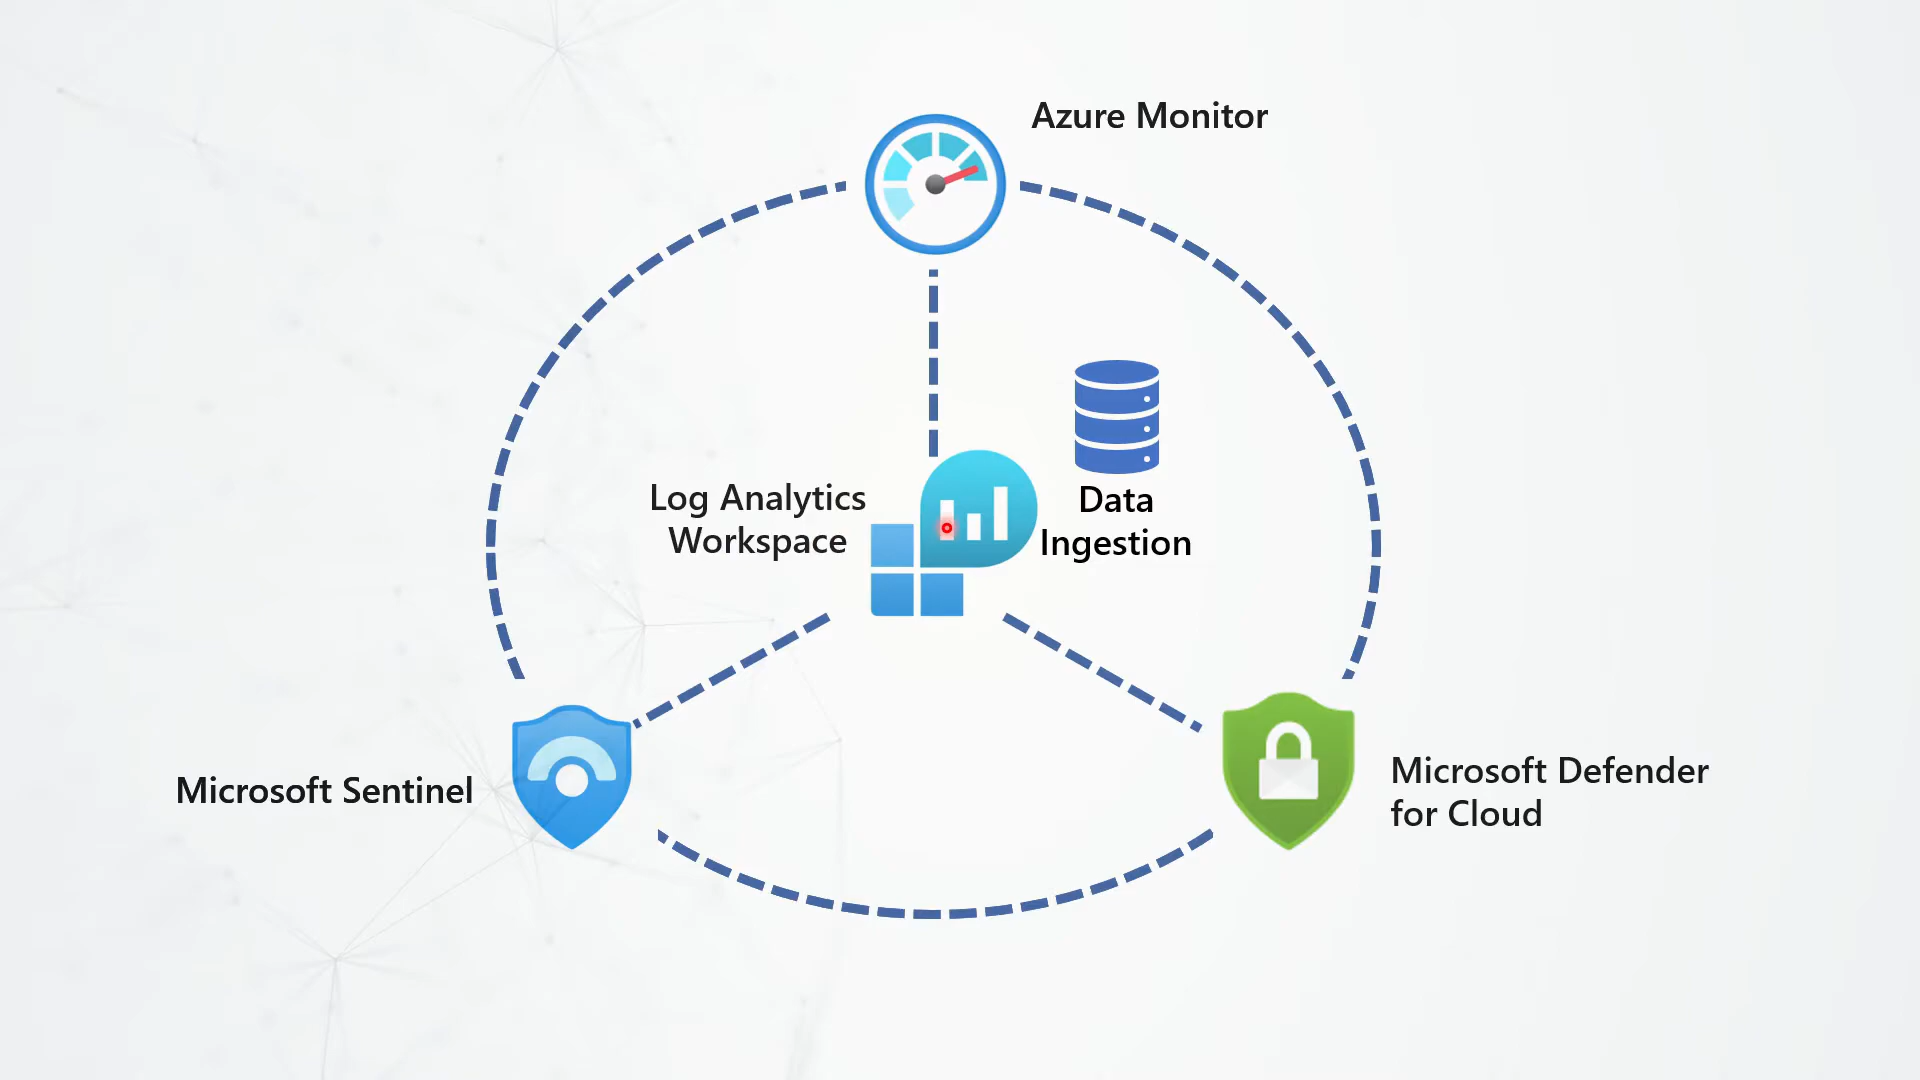 Azure Monitor
Log Analytics
Workspace
Data
Ingestion
Microsoft Sentinel
Microsoft Defender
for Cloud